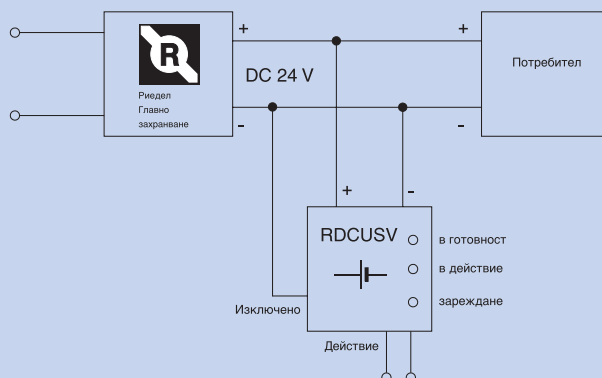 R
Риедел
Главно
захранване
+
DC 24 V
-
+
Потребител
-
+
-
RDCUSV
в готовност
в действие
зареждане
Изключено
Действие